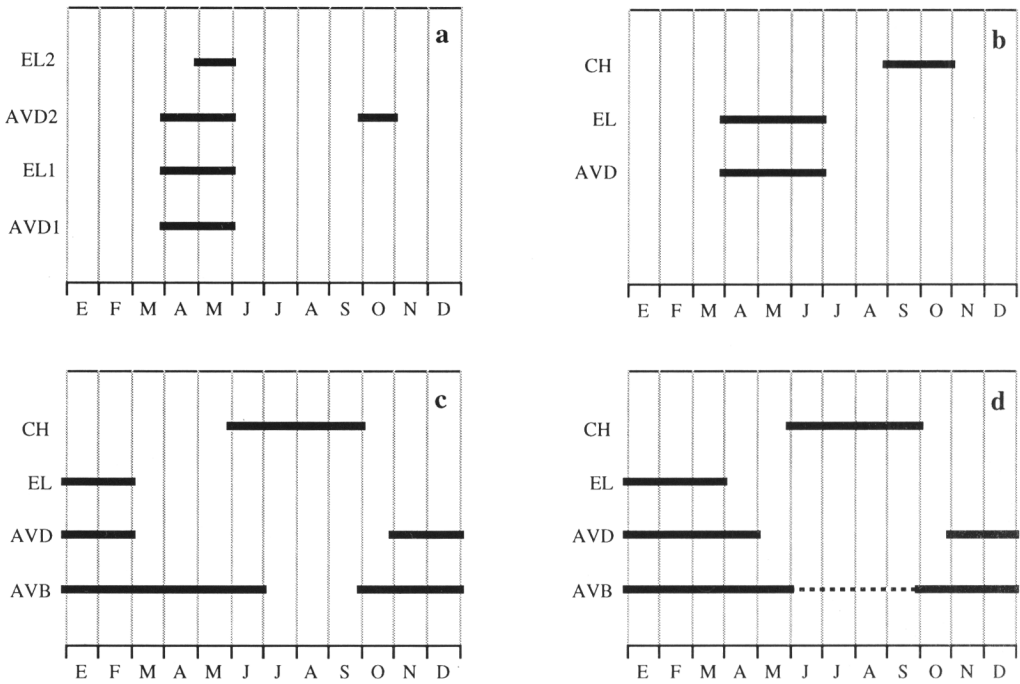 a
EL2
AVD2
EL1
AVD1
E F M A M J J A S O N D
b
CH
EL
AVD
E F M A M J J A S O N D
c
CH
EL
AVD
AVB
E F M A M J J A S O N D
d
CH
EL
AVD
AVB
E F M A M J J A S O N D